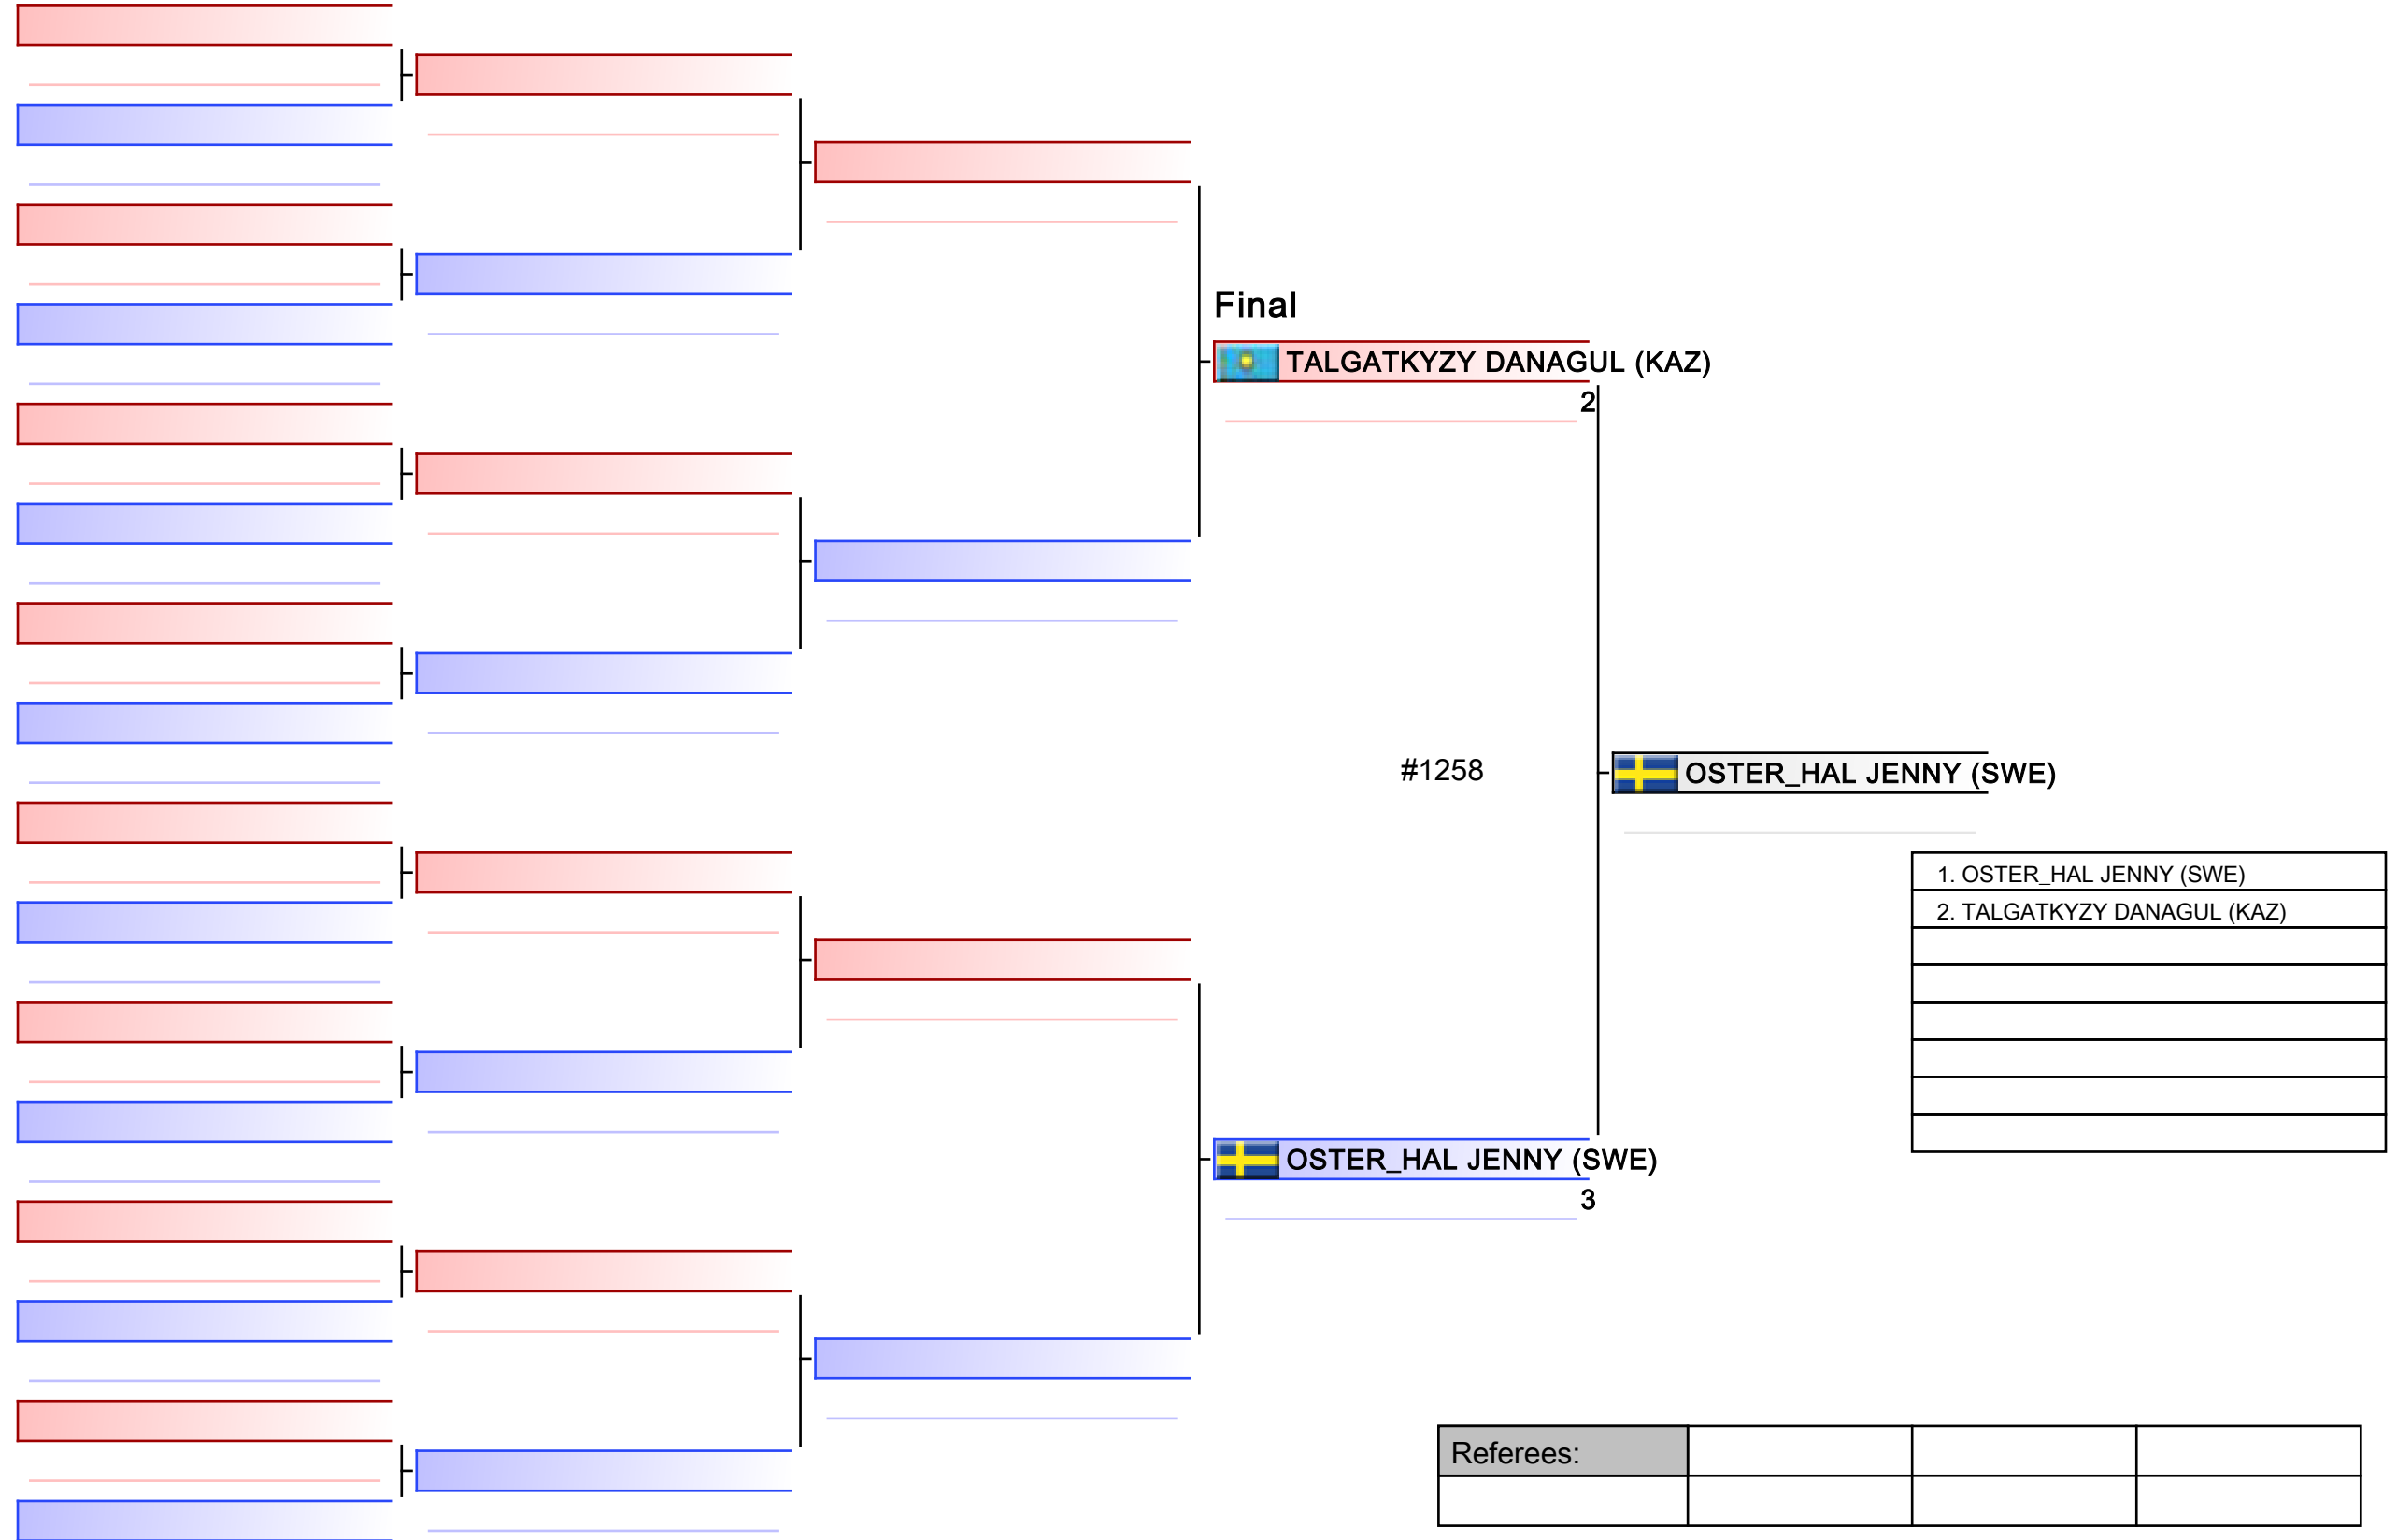 Final
TALGATKYZY DANAGUL (KAZ)
2
#1258
OSTER_HAL JENNY (SWE)
1. OSTER_HAL JENNY (SWE)
2. TALGATKYZY DANAGUL (KAZ)
OSTER_HAL JENNY (SWE)
3
Referees: